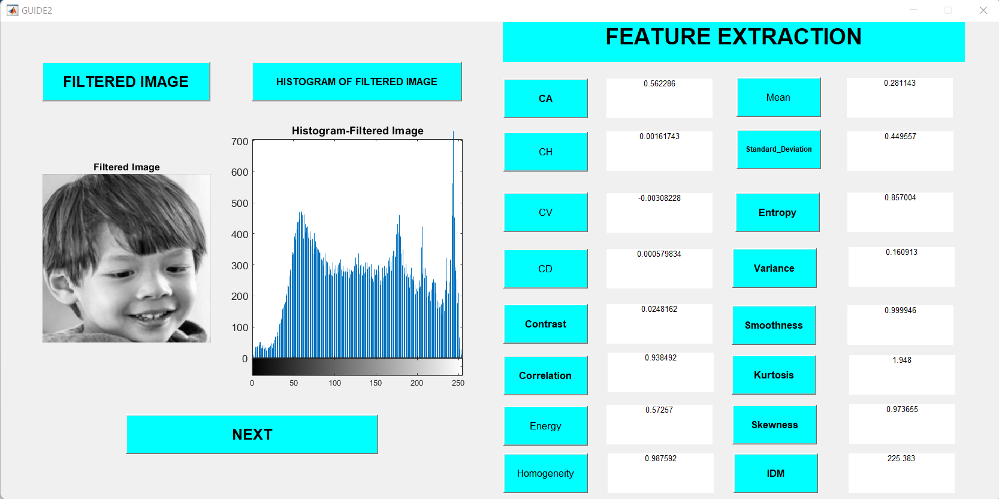 GUIDE2
FEATURE EXTRACTION
FILTERED IMAGE
HISTOGRAM OF FILTERED IMAGE
Filtered Image
Histogram-Filtered Image
700
600
500
400
300
200
100
0
0 50 100 150 200 250
NEXT
CA 0.562286 Mean 0.281143
CH 0.00161743 Standard_Deviation 0.449557
CV -0.00308228 Entropy 0.857004
CD 0.000579834 Variance 0.160913
Contrast 0.0248162 Smoothness 0.999946
Correlation 0.938492 Kurtosis 1.948
Energy 0.57257 Skewness 0.973655
Homogeneity 0.987592 IDM 225.383